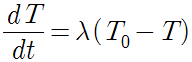 dT/dt = λ(T₀ − T)